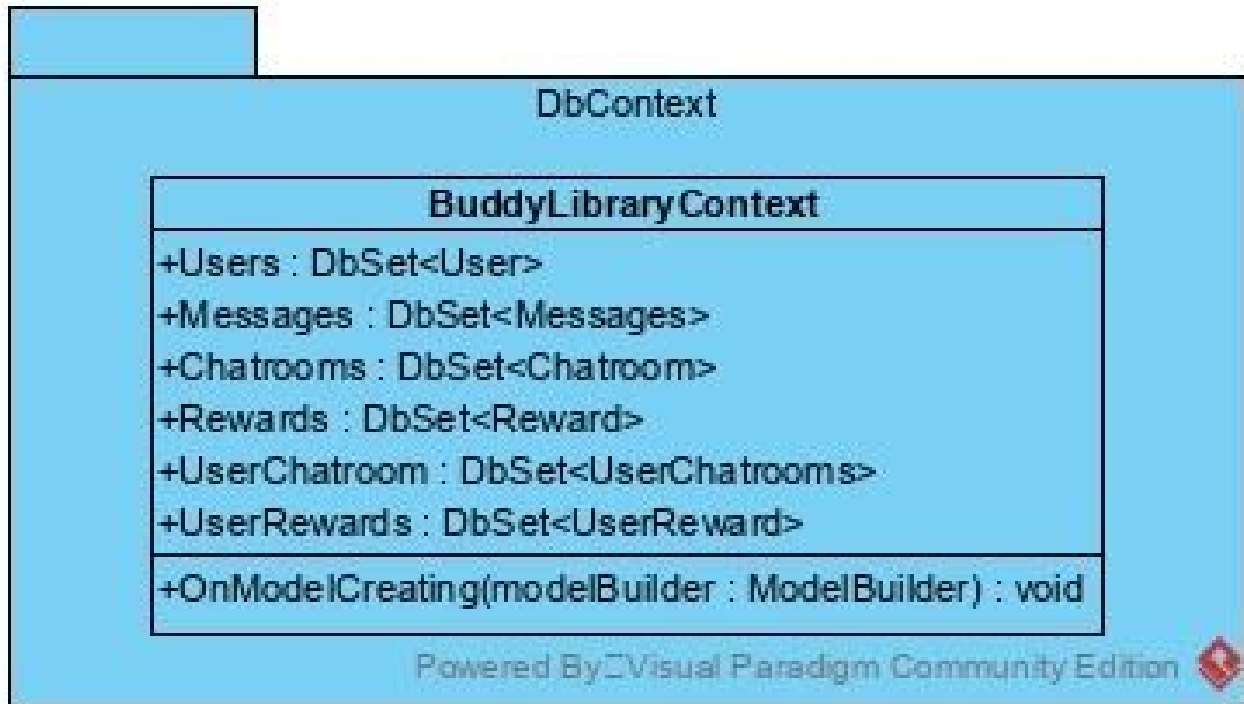 DbContext
BuddyLibraryContext
+Users : DbSet<User>
+Messages : DbSet<Messages>
+Chatrooms : DbSet<Chatroom>
+Rewards : DbSet<Reward>
+UserChatroom : DbSet<UserChatrooms>
+UserRewards : DbSet<UserReward>
+OnModelCreating(modelBuilder : ModelBuilder) : void
Powered By Visual Paradigm Community Edition